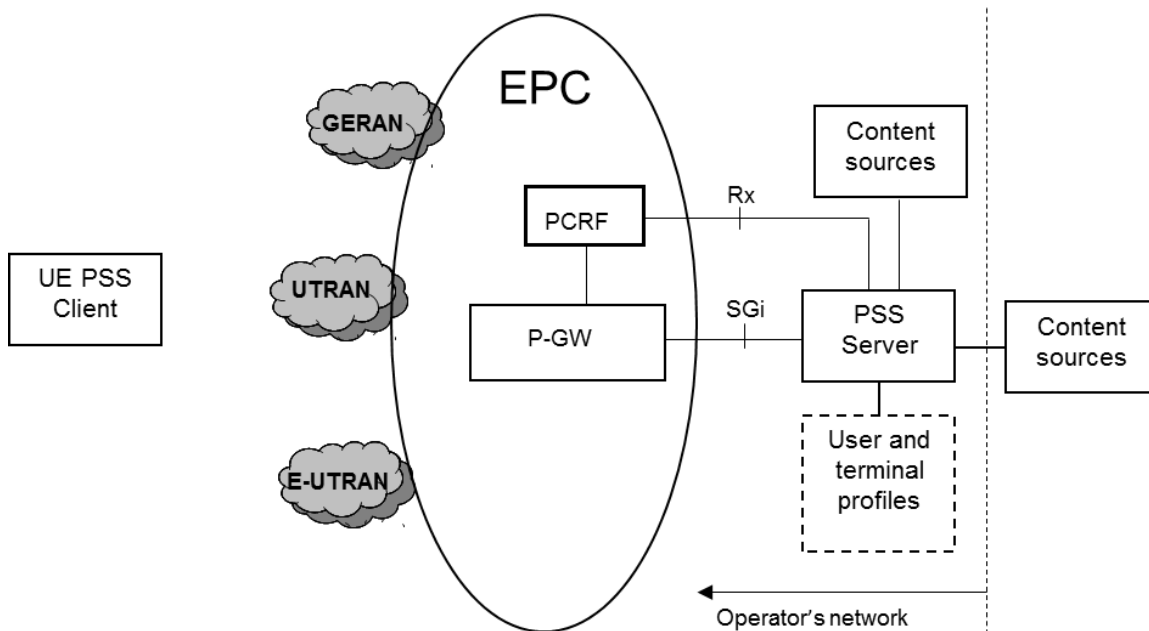 EPC
GERAN
Content
sources
Rx
PCRF
UE PSS
Client
UTRAN
SGi
P-GW
PSS
Server
Content
sources
User and
terminal
profiles
E-UTRAN
Operator's network